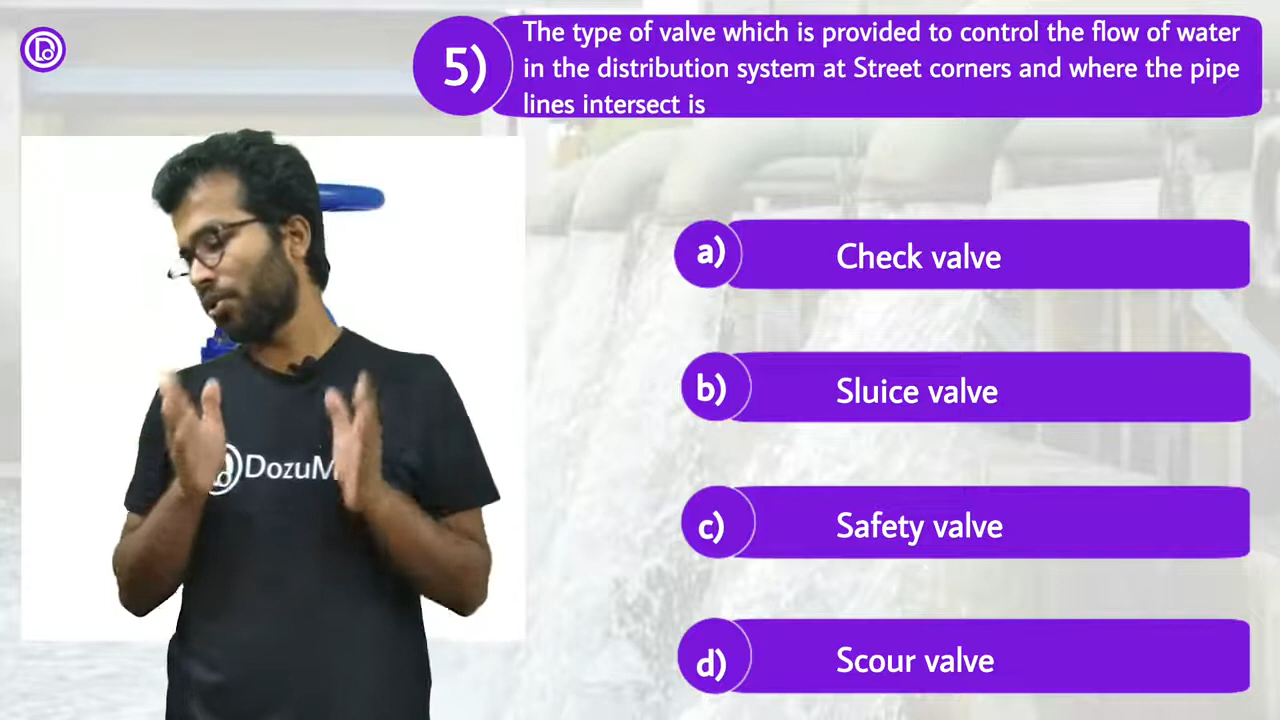 5)
The type of valve which is provided to control the flow of water
in the distribution system at Street corners and where the pipe
lines intersect is
a) Check valve
b) Sluice valve
DozuM
c) Safety valve
d) Scour valve